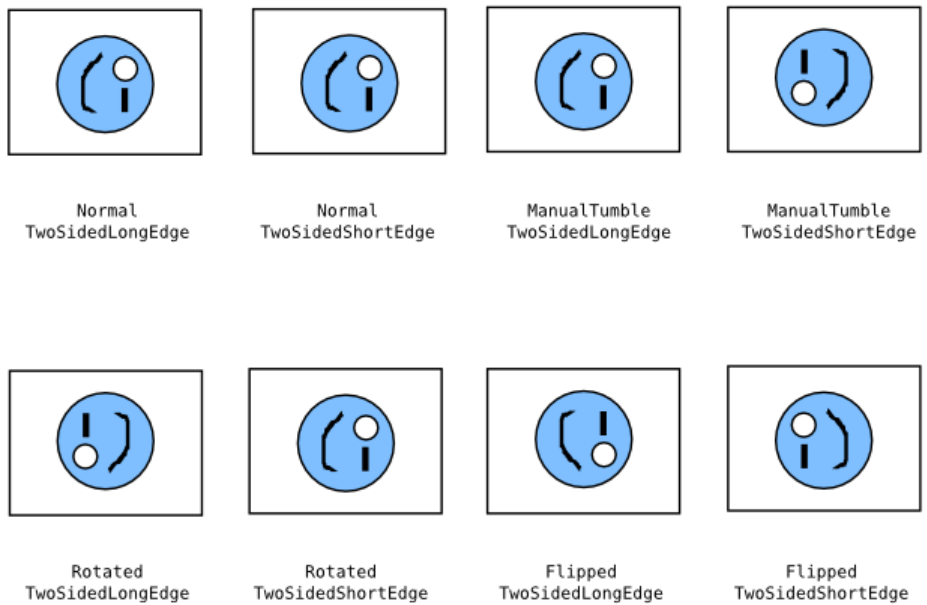 Normal
TwoSidedLongEdge
Normal
TwoSidedShortEdge
ManualTumble
TwoSidedLongEdge
ManualTumble
TwoSidedShortEdge
Rotated
TwoSidedLongEdge
Rotated
TwoSidedShortEdge
Flipped
TwoSidedLongEdge
Flipped
TwoSidedShortEdge